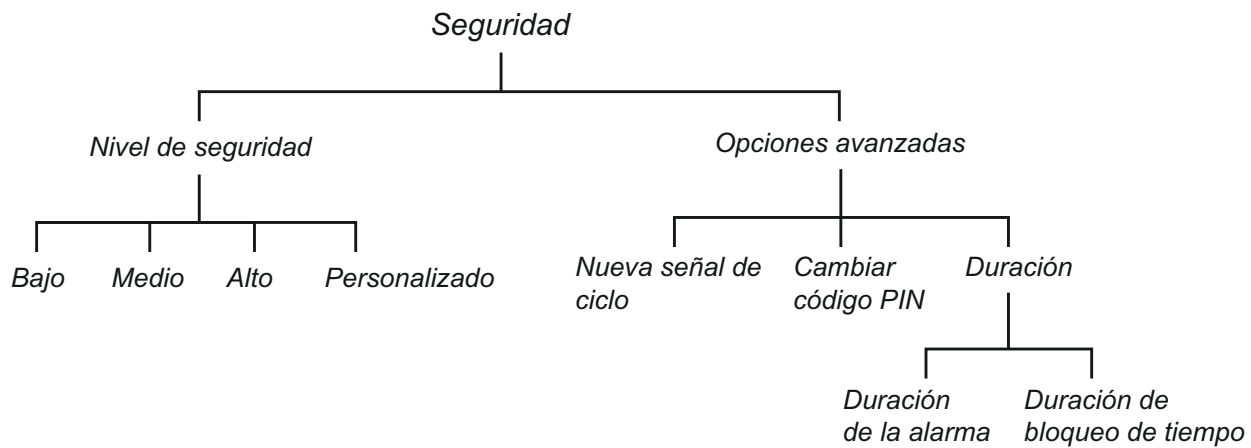 Seguridad
Nivel de seguridad
Opciones avanzadas
Bajo
Medio
Alto
Personalizado
Nueva señal de
ciclo
Cambiar
código PIN
Duración
Duración
de la alarma
Duración de
bloqueo de tiempo